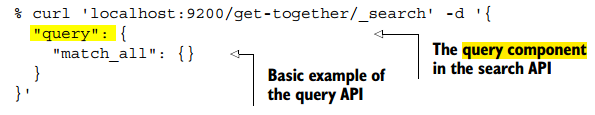 % curl 'localhost:9200/get-together/_search' -d '{
"query": {
"match_all": {}
}
}'
The query component
in the search API
Basic example of
the query API